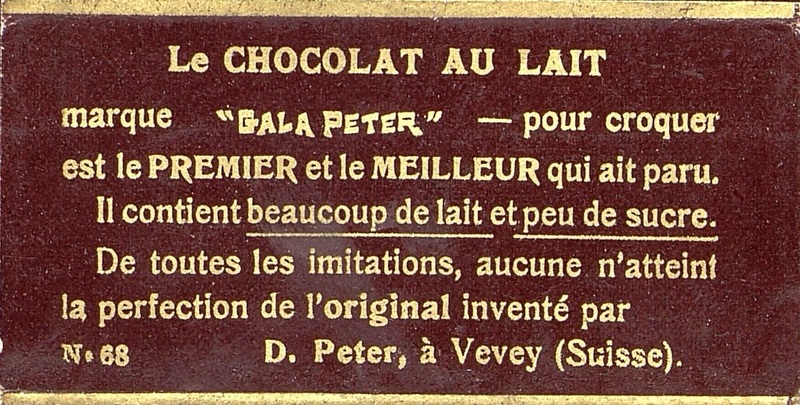 Le CHOCOLAT AU LAIT
marque "GALA PETER" — pour croquer
est le PREMIER et le MEILLEUR qui ait paru.
Il contient beaucoup de lait et peu de sucre.
De toutes les imitations, aucune n'atteint
la perfection de l'original inventé par
No 68 D. Peter, à Vevey (Suisse).